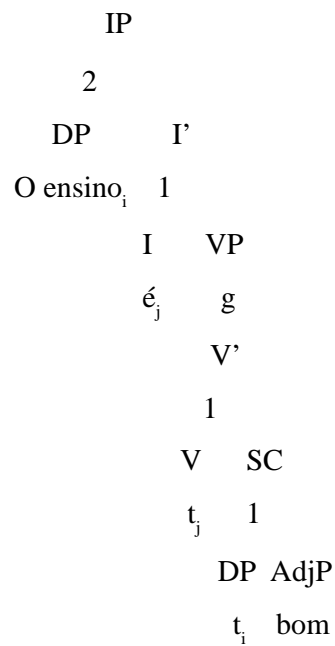 IP
2
DP I’
O ensinoᵢ 1
I VP
éⱼ g
V’
1
V SC
tⱼ 1
DP AdjP
tᵢ bom